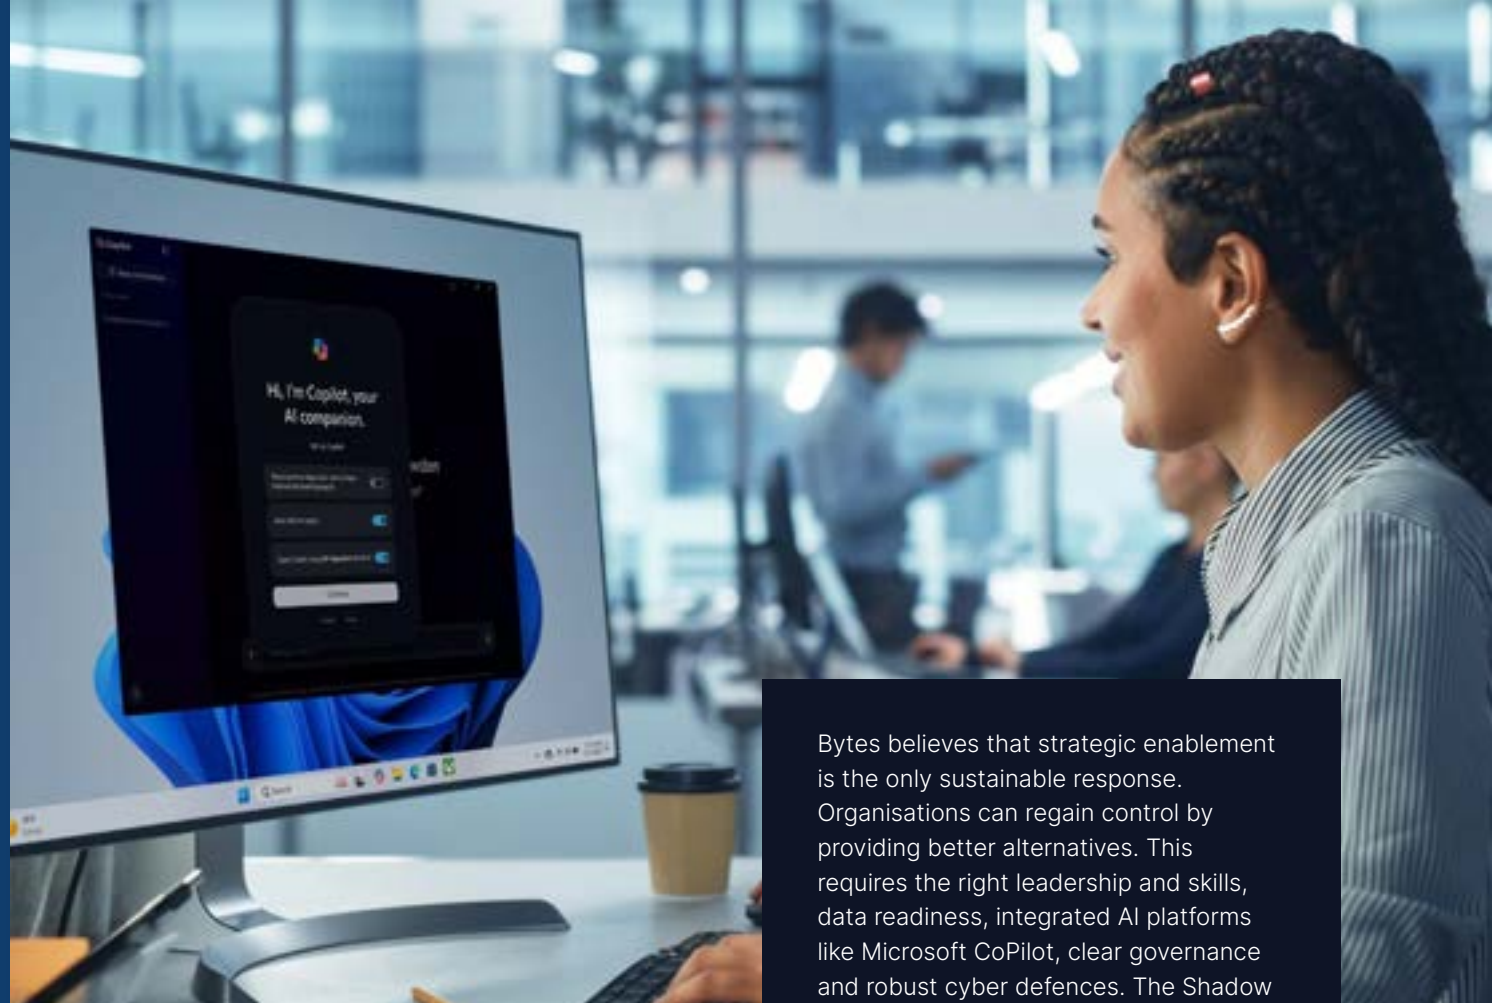 Copilot
Hi, I'm Copilot, your
AI companion.
Search
Bytes believes that strategic enablement
is the only sustainable response.
Organisations can regain control by
providing better alternatives. This
requires the right leadership and skills,
data readiness, integrated AI platforms
like Microsoft CoPilot, clear governance
and robust cyber defences. The Shadow